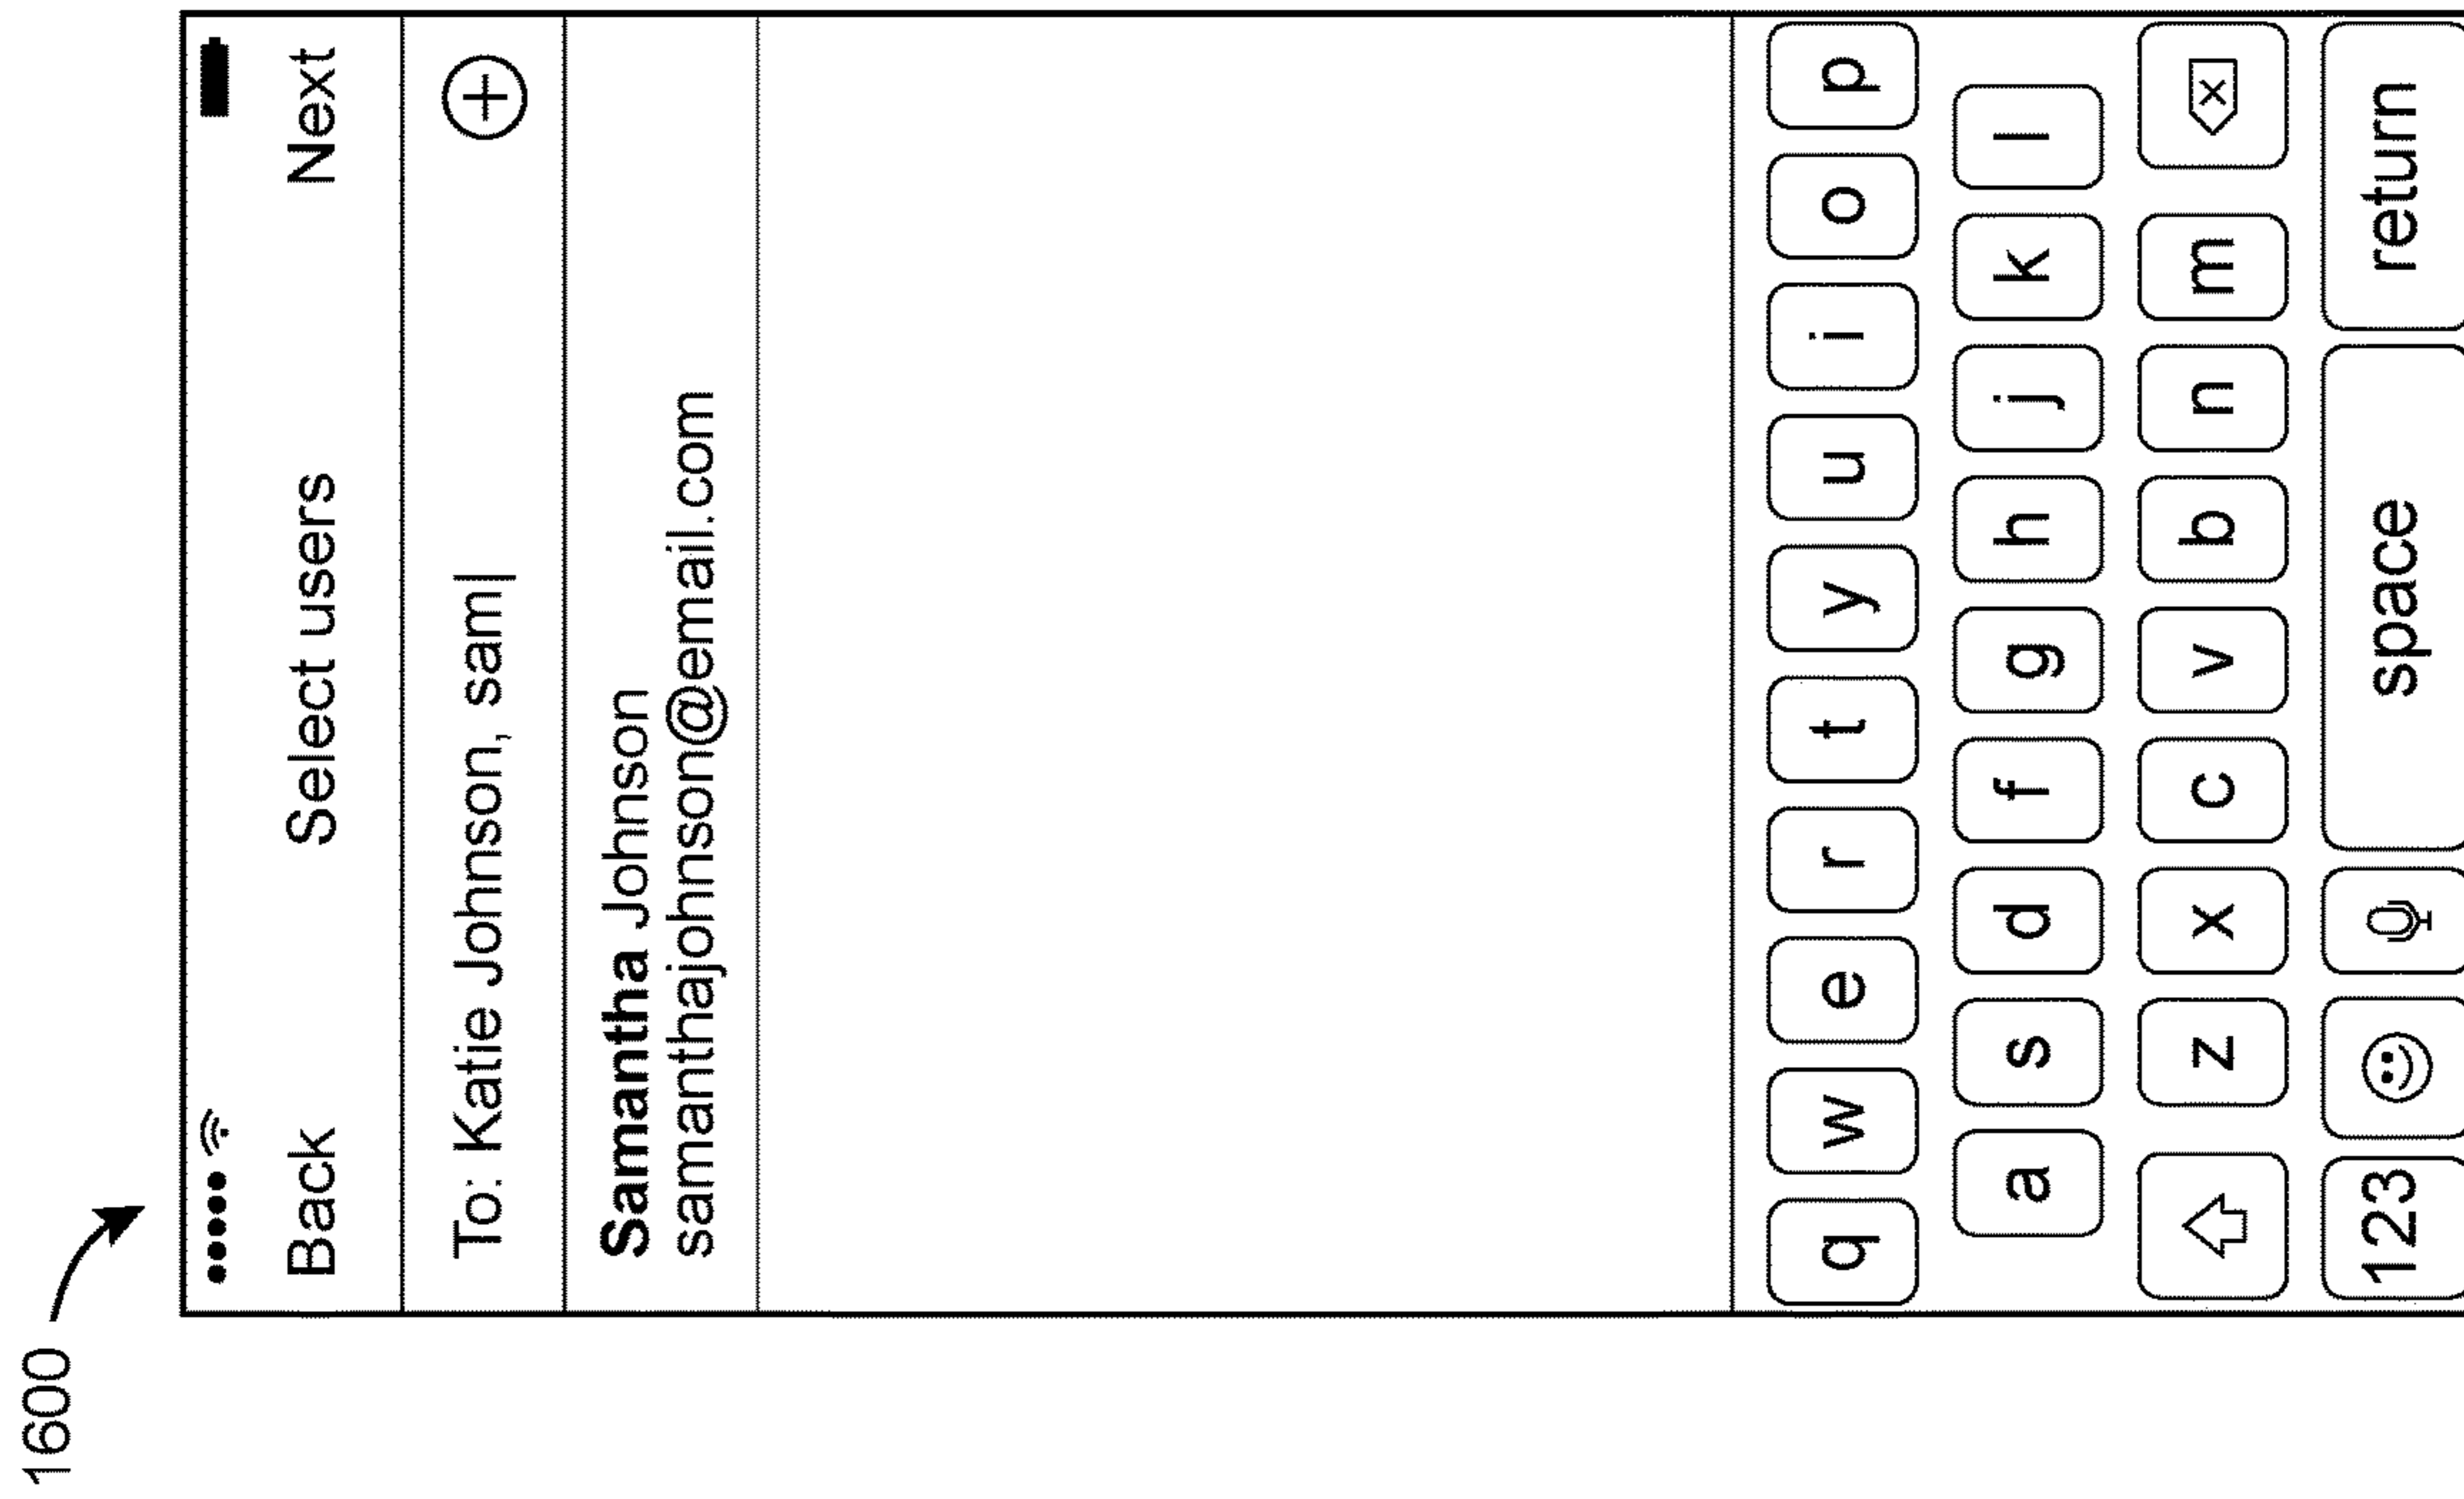 1600
Back Select users Next
To: Katie Johnson, sam
Samantha Johnson
samanthajohnson@email.com
q w e r t y u i o p
a s d f g h j k l
z x c v b n m
123 space return